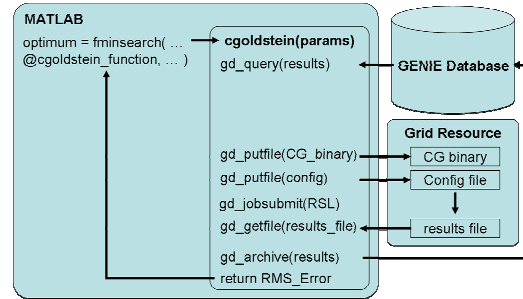 MATLAB
optimum = fminsearch( ...
@cgoldstein_function, ... )
cgoldstein(params)
gd_query(results)
gd_putfile(CG_binary)
gd_putfile(config)
gd_jobsubmit(RSL)
gd_getfile(results_file)
gd_archive(results)
return RMS_Error
GENIE Database
Grid Resource
CG binary
Config file
results file